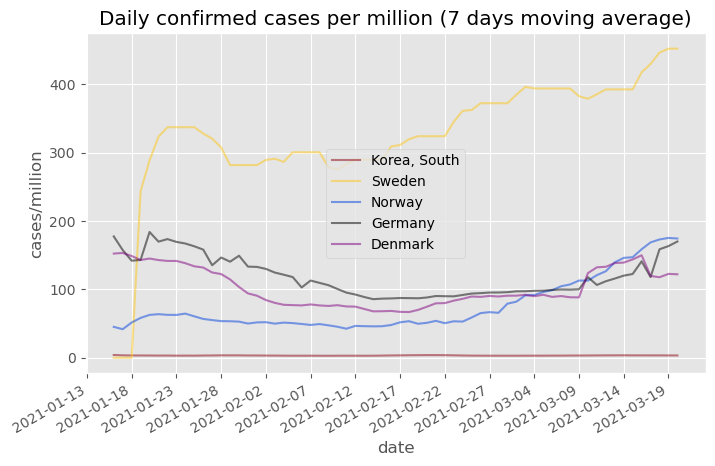 Daily confirmed cases per million (7 days moving average)
cases/million
400
300
200
100
0
Korea, South
Sweden
Norway
Germany
Denmark
2021-01-13
2021-01-18
2021-01-23
2021-01-28
2021-02-02
2021-02-07
2021-02-12
2021-02-17
2021-02-22
2021-02-27
2021-03-04
2021-03-09
2021-03-14
2021-03-19
date